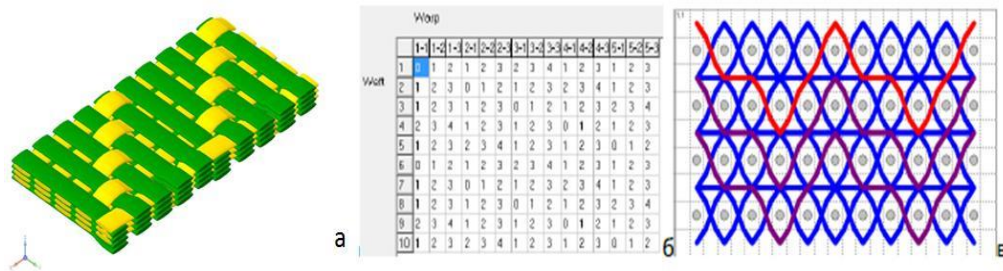 Warp
1-1 1-2 1-3 2-1 2-2 2-3 3-1 3-2 3-3 4-1 4-2 4-3 5-1 5-2 5-3
Weft
1 0 1 2 1 2 3 2 3 4 1 2 3 1 2 3
2 1 2 3 0 1 2 1 2 3 2 3 4 1 2 3
3 1 2 3 1 2 3 0 1 2 1 2 3 2 3 4
4 2 3 4 1 2 3 1 2 3 0 1 2 1 2 3
5 1 2 3 2 3 4 1 2 3 1 2 3 0 1 2
6 0 1 2 1 2 3 2 3 4 1 2 3 1 2 3
7 1 2 3 0 1 2 1 2 3 2 3 4 1 2 3
8 1 2 3 1 2 3 0 1 2 1 2 3 2 3 4
9 2 3 4 1 2 3 1 2 3 0 1 2 1 2 3
10 1 2 3 2 3 4 1 2 3 1 2 3 0 1 2
а
б
в